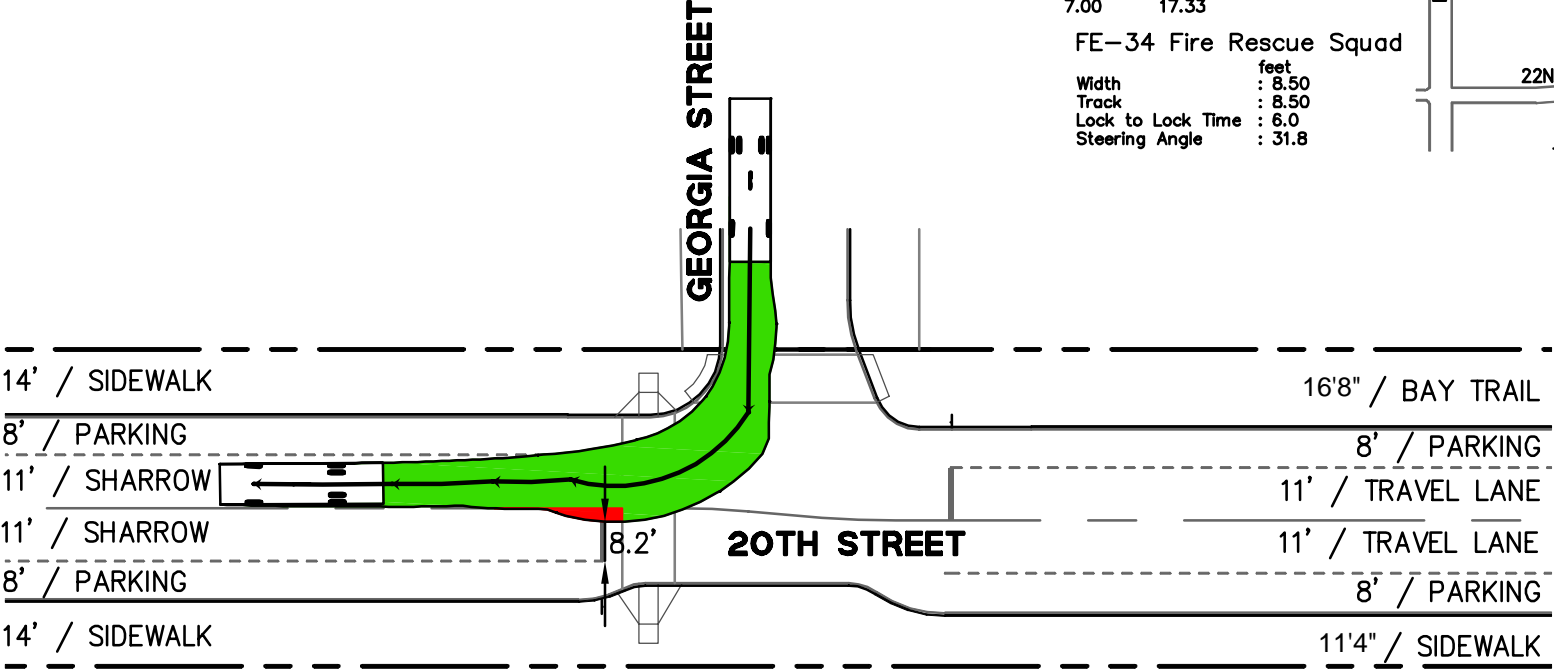 7.00 17.33
FE-34 Fire Rescue Squad
feet
Width : 8.50
Track : 8.50
Lock to Lock Time : 6.0
Steering Angle : 31.8
22N
GEORGIA STREET
14' / SIDEWALK
8' / PARKING
11' / SHARROW
11' / SHARROW
8' / PARKING
14' / SIDEWALK
8.2'
20TH STREET
16'8" / BAY TRAIL
8' / PARKING
11' / TRAVEL LANE
11' / TRAVEL LANE
8' / PARKING
11'4" / SIDEWALK